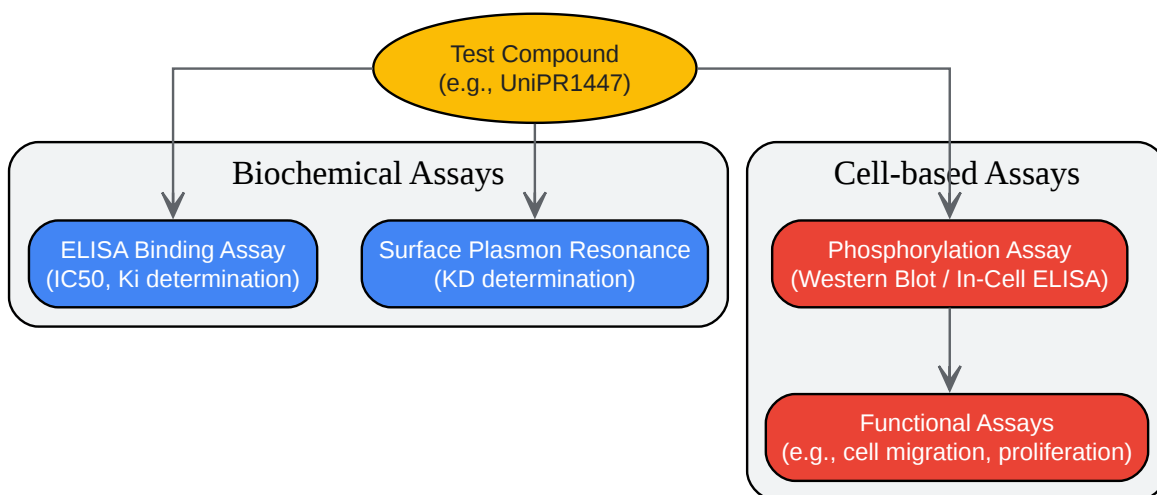 Test Compound
(e.g., UniPR1447)
Biochemical Assays
Cell-based Assays
ELISA Binding Assay
(IC50, Ki determination)
Surface Plasmon Resonance
(KD determination)
Phosphorylation Assay
(Western Blot / In-Cell ELISA)
Functional Assays
(e.g., cell migration, proliferation)